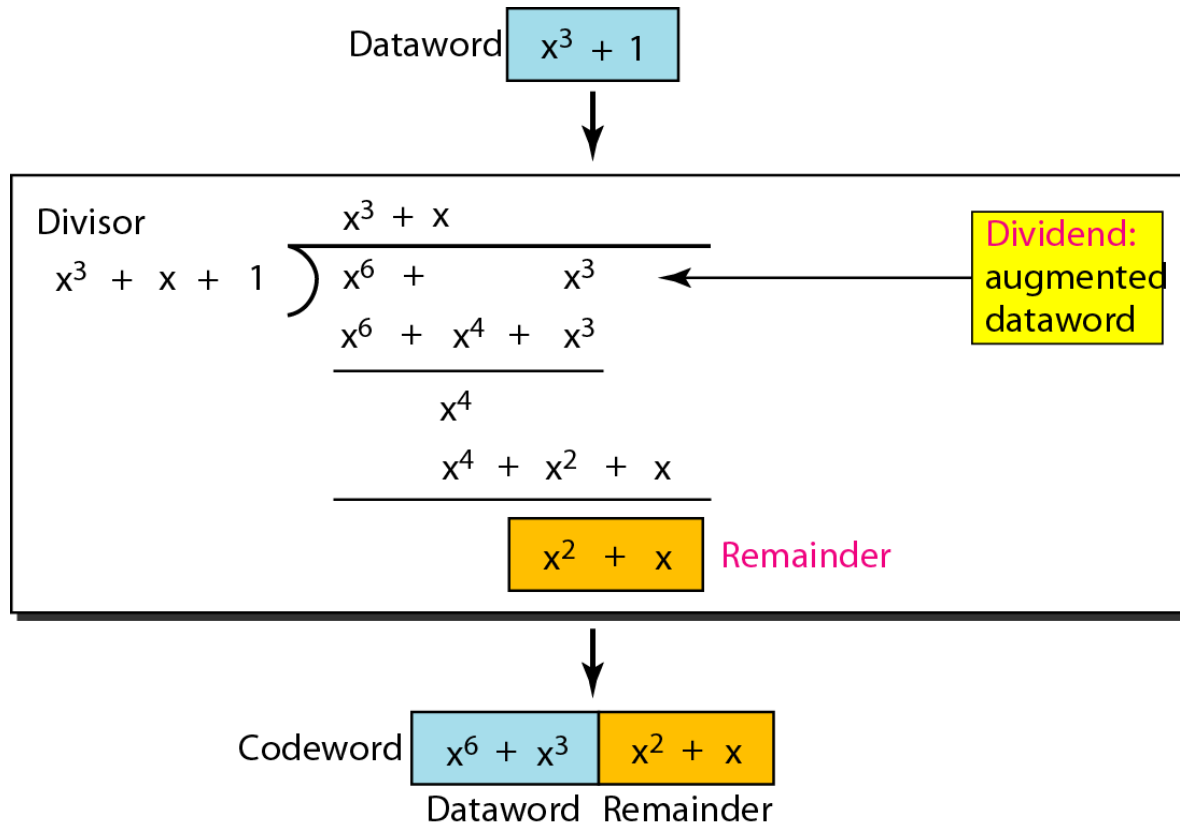 Dataword x³ + 1
Divisor
x³ + x
x³ + x + 1
x⁶ + x³
Dividend:
augmented
dataword
x⁶ + x⁴ + x³
x⁴
x⁴ + x² + x
x² + x Remainder
Codeword x⁶ + x³ x² + x
Dataword Remainder